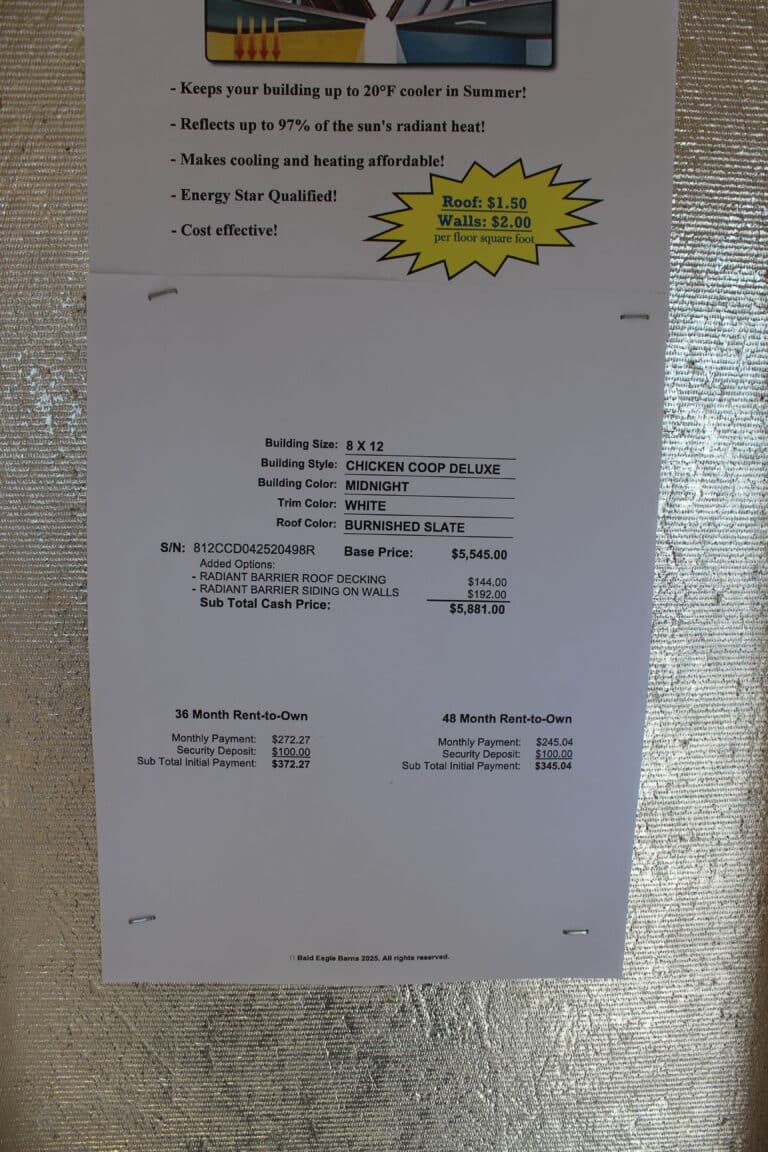 - Keeps your building up to 20°F cooler in Summer!
- Reflects up to 97% of the sun's radiant heat!
- Makes cooling and heating affordable!
- Energy Star Qualified!
- Cost effective!
Roof: $1.50
Walls: $2.00
per floor square foot
Building Size: 8 X 12
Building Style: CHICKEN COOP DELUXE
Building Color: MIDNIGHT
Trim Color: WHITE
Roof Color: BURNISHED SLATE
S/N: 812CCD042520498R Base Price: $5,545.00
Added Options:
- RADIANT BARRIER ROOF DECKING $144.00
- RADIANT BARRIER SIDING ON WALLS $192.00
Sub Total Cash Price: $5,881.00
36 Month Rent-to-Own
Monthly Payment: $272.27
Security Deposit: $100.00
Sub Total Initial Payment: $372.27
48 Month Rent-to-Own
Monthly Payment: $245.04
Security Deposit: $100.00
Sub Total Initial Payment: $345.04
Bald Eagle Barns 2025. All rights reserved.